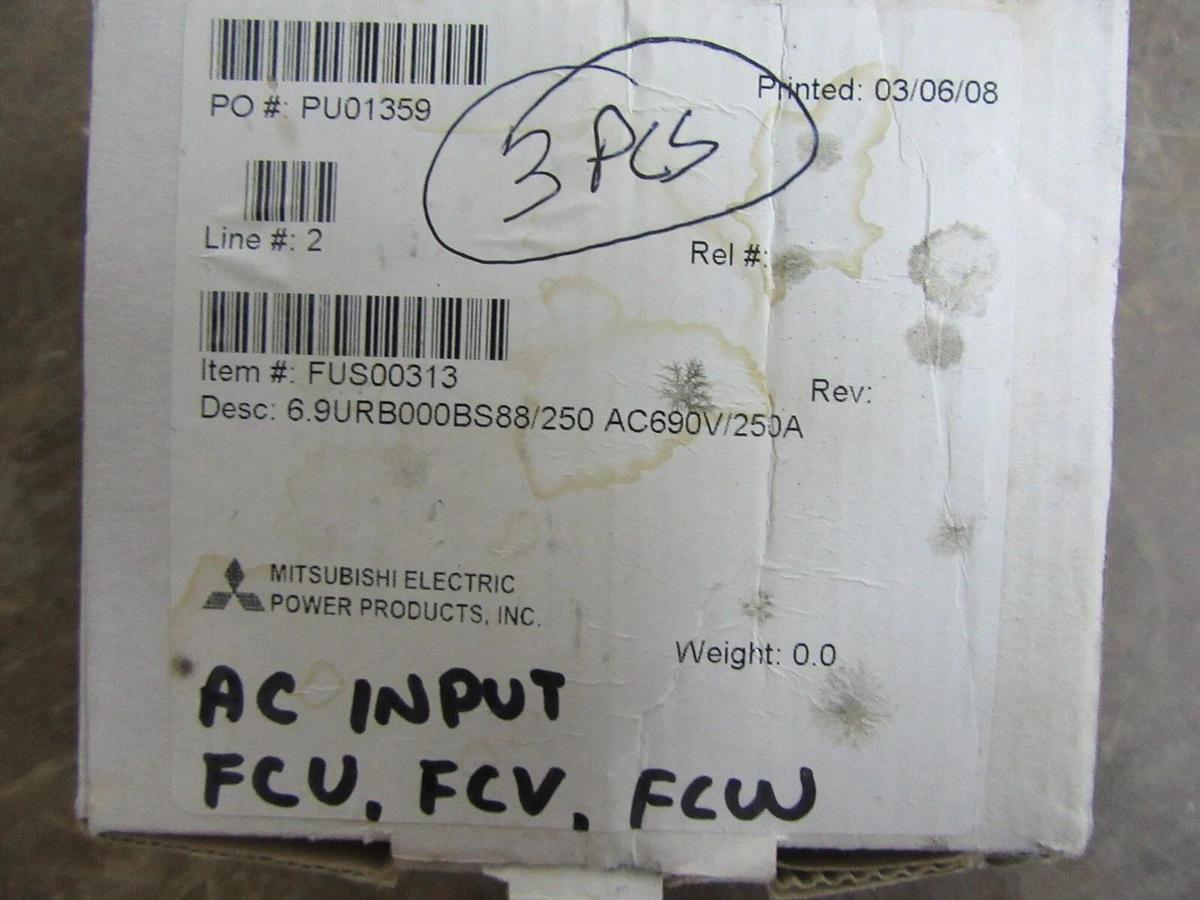 Printed: 03/06/08
PO #: PU01359
3 PCS
Line #: 2
Rel #:
Item #: FUS00313
Rev:
Desc: 6.9URB000BS88/250 AC690V/250A
MITSUBISHI ELECTRIC
POWER PRODUCTS, INC.
Weight: 0.0
AC INPUT
FCU, FCV, FCW